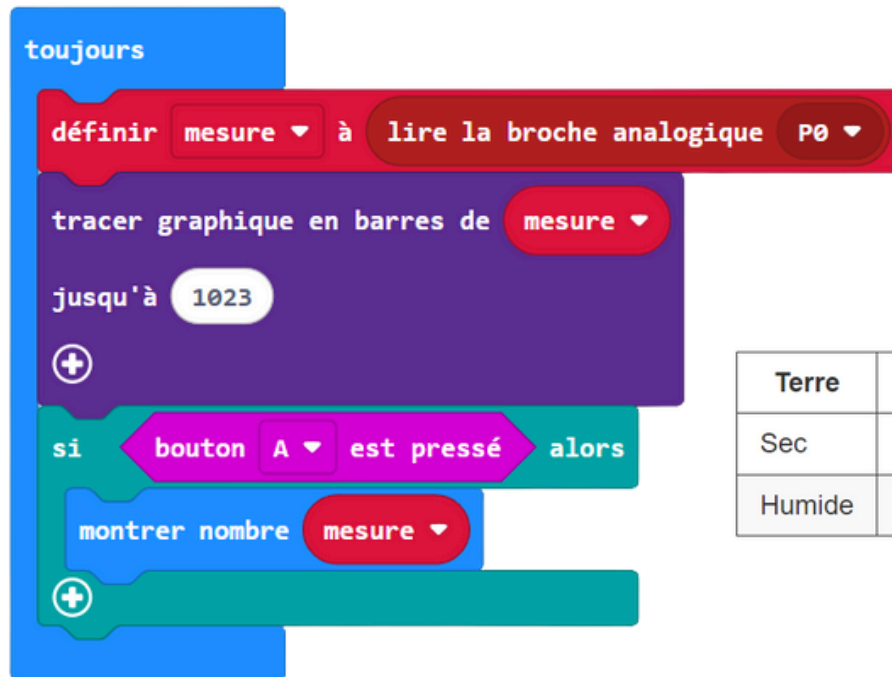 toujours
définir mesure à lire la broche analogique P0
tracer graphique en barres de mesure
jusqu'à 1023
si bouton A est pressé alors
montrer nombre mesure
Terre
Sec
Humide